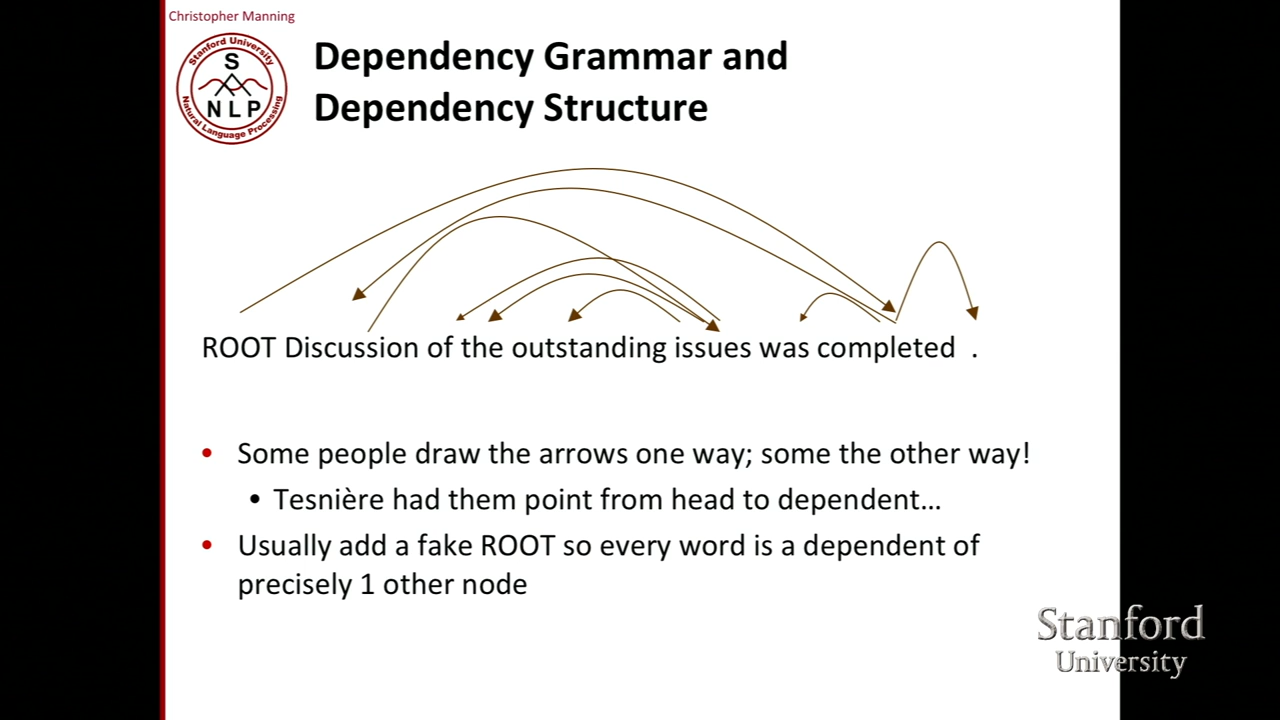 Christopher Manning
Stanford University
S
NLP
Natural Language Processing
Dependency Grammar and
Dependency Structure
ROOT Discussion of the outstanding issues was completed .
• Some people draw the arrows one way; some the other way!
• Tesnière had them point from head to dependent…
• Usually add a fake ROOT so every word is a dependent of
precisely 1 other node
Stanford
University